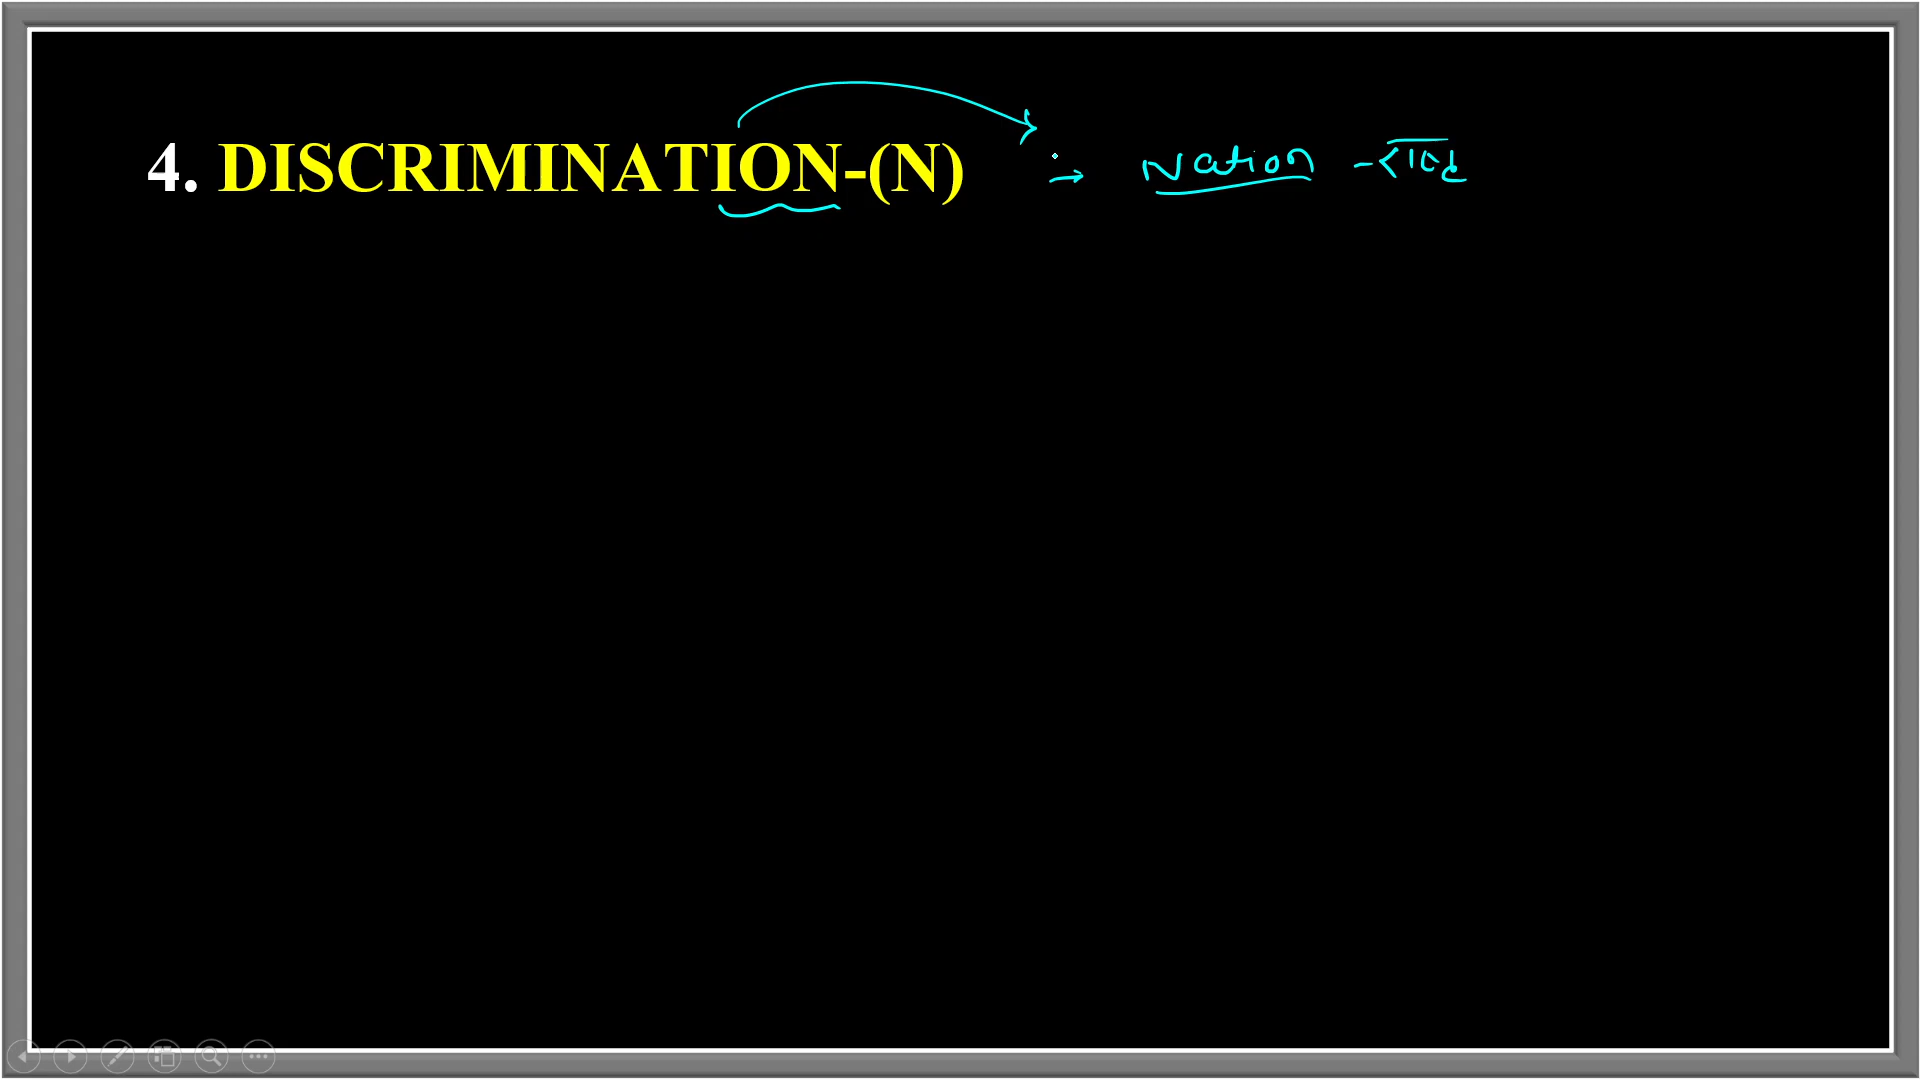 4. DISCRIMINATION-(N) → Nation -